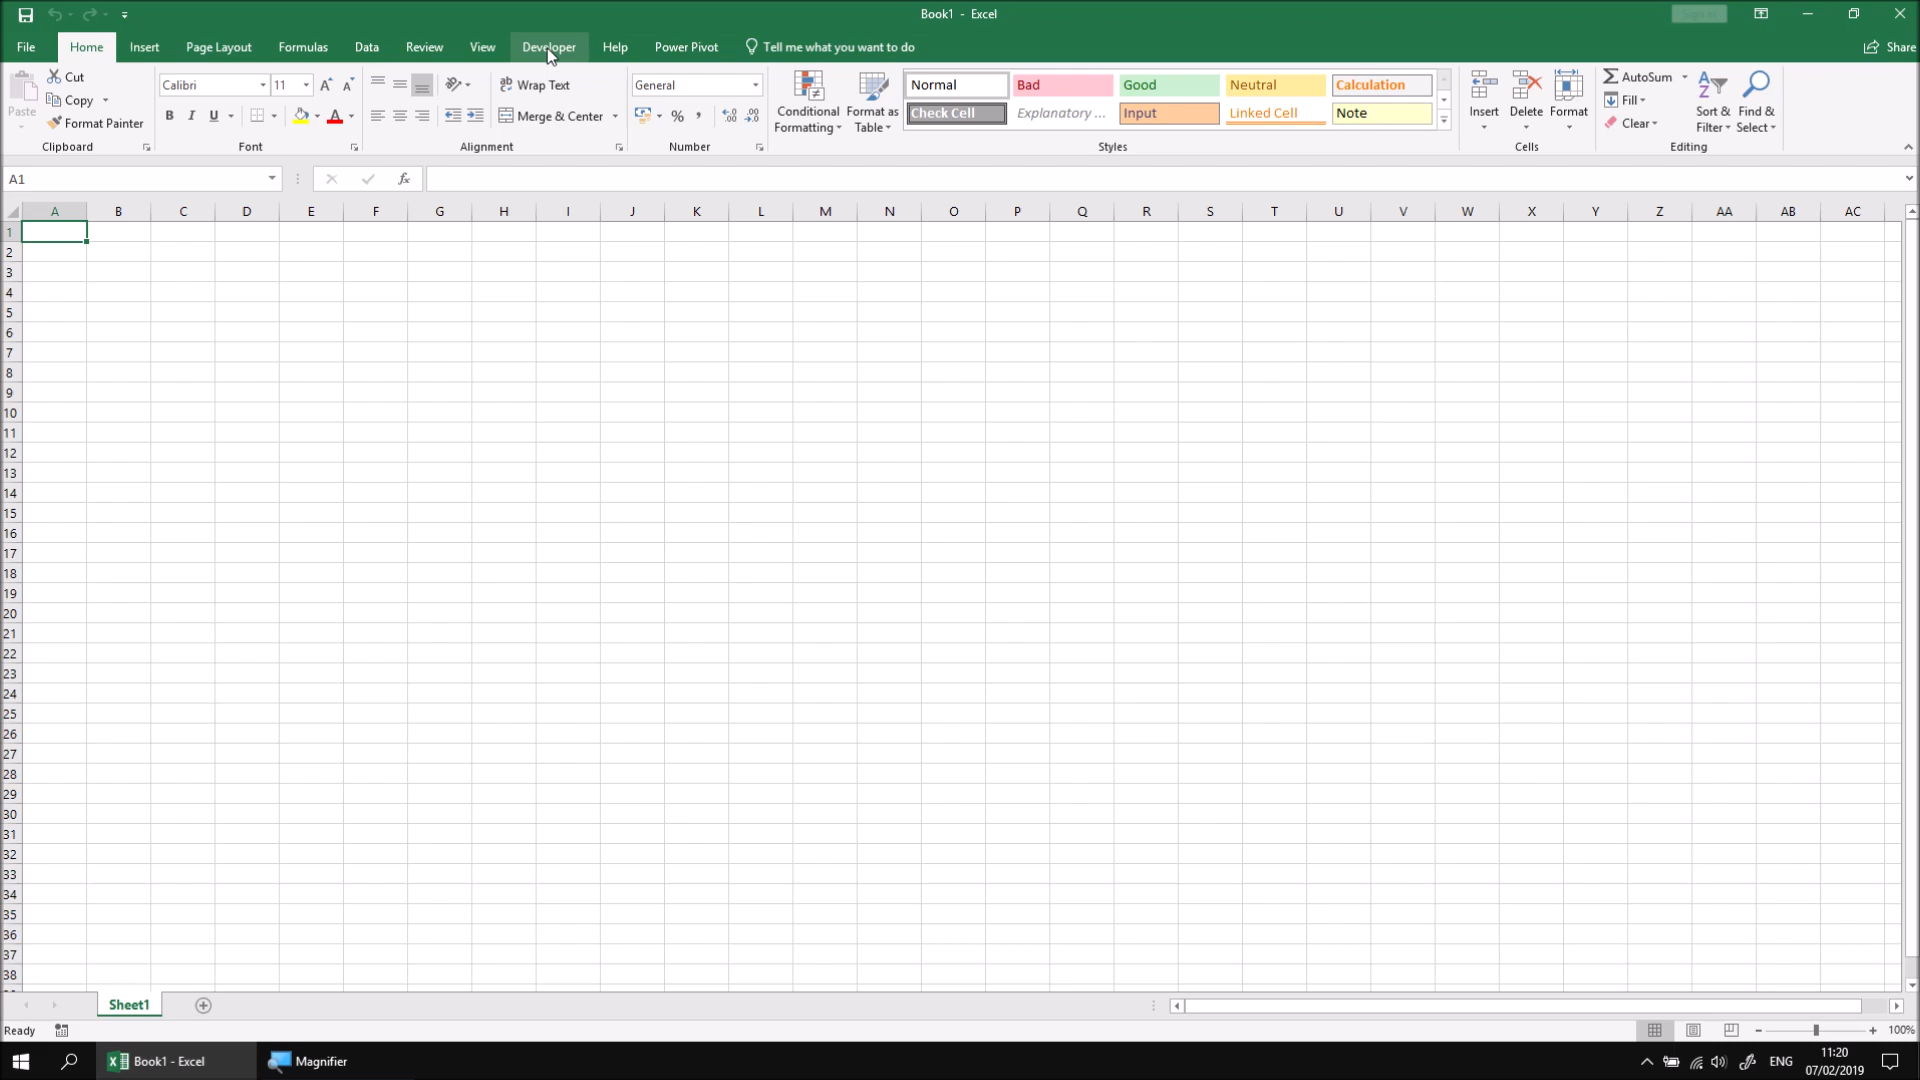 Book1 - Excel
File Home Insert Page Layout Formulas Data Review View Developer Help Power Pivot Tell me what you want to do Share
Paste
Cut
Copy
Format Painter
Clipboard
Calibri 11
B I U
Font
Wrap Text
Merge & Center
Alignment
General
%
Number
Conditional Formatting
Format as Table
Normal Bad Good Neutral Calculation
Check Cell Explanatory ... Input Linked Cell Note
Styles
Insert Delete Format
Cells
AutoSum
Fill
Clear
Sort & Filter
Find & Select
Editing
A1
fx
A B C D E F G H I J K L M N O P Q R S T U V W X Y Z AA AB AC
1
2
3
4
5
6
7
8
9
10
11
12
13
14
15
16
17
18
19
20
21
22
23
24
25
26
27
28
29
30
31
32
33
34
35
36
37
38
Sheet1
Ready
100%
Book1 - Excel
Magnifier
ENG
11:20
07/02/2019